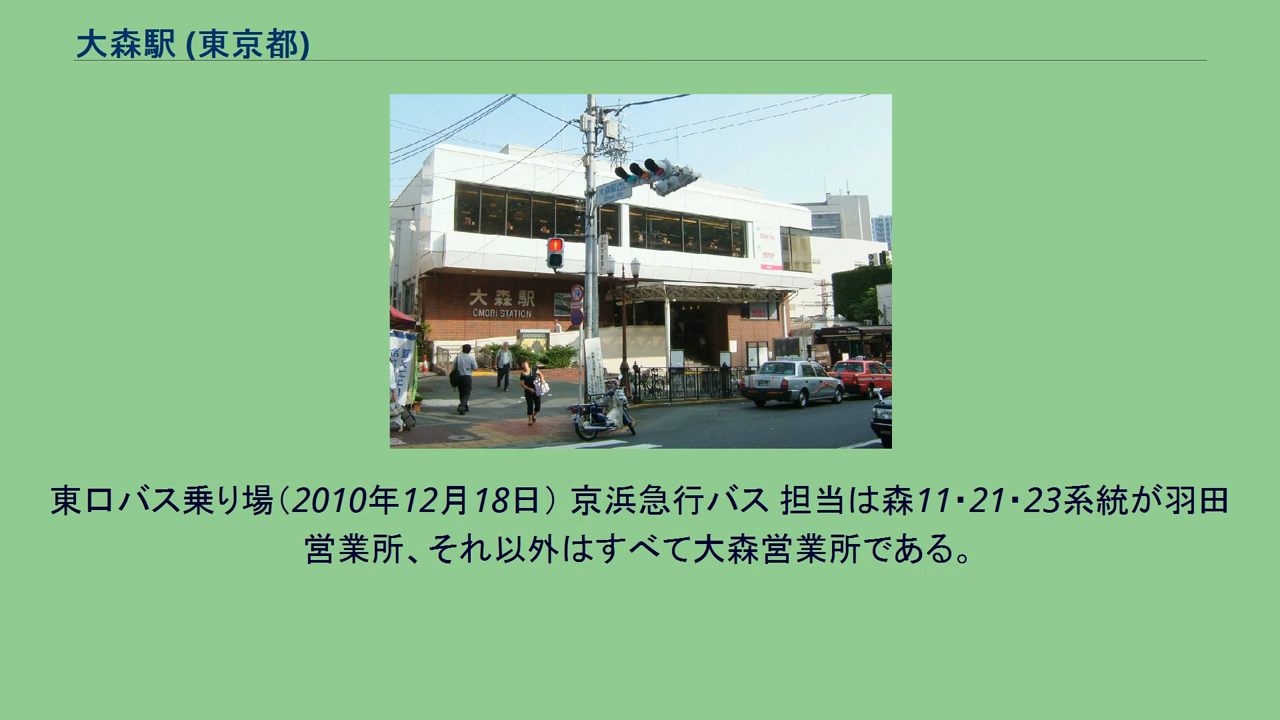 大森駅 (東京都)
大森駅
OMORI STATION
東口バス乗り場（2010年12月18日） 京浜急行バス 担当は森11・21・23系統が羽田
営業所、それ以外はすべて大森営業所である。